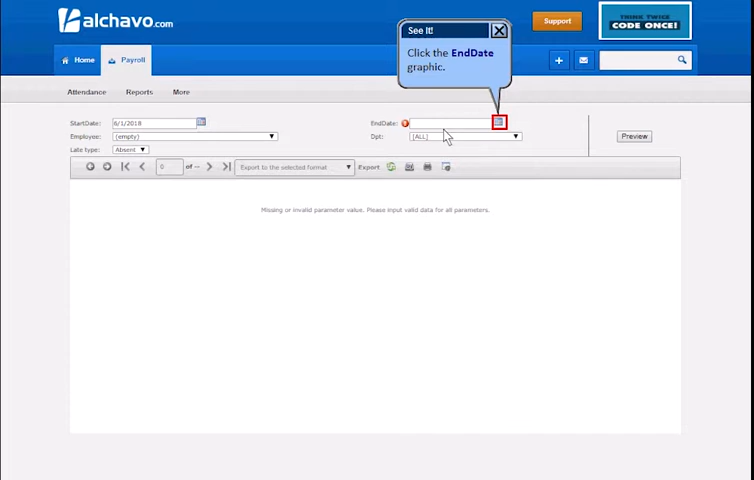 alchavo.com
See It!
Click the EndDate
graphic.
Support
THINK TWICE
CODE ONCE!
Home
Payroll
Attendance
Reports
More
StartDate:
6/1/2018
EndDate:
Employee:
(empty)
Dpt:
[ALL]
Preview
Late type:
Absent
0
of --
Export to the selected format
Export
Missing or invalid parameter value. Please input valid data for all parameters.